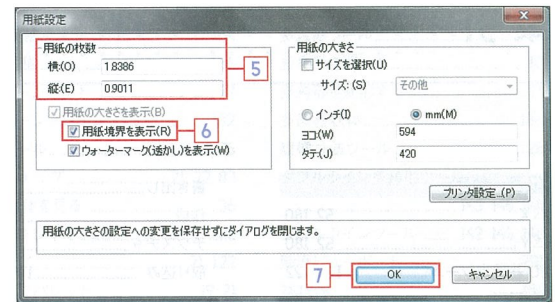 用紙設定
用紙の枚数
横:(O) 1.8386
縦:(E) 0.9011
5
用紙の大きさを表示(B)
用紙境界を表示(R)
6
ウォーターマーク(透かし)を表示(W)
用紙の大きさ
サイズを選択(U)
サイズ: (S) その他
インチ(I) mm(M)
ヨコ(W) 594
タテ(J) 420
プリンタ設定...(P)
用紙の大きさの設定への変更を保存せずにダイアログを閉じます。
7
OK キャンセル